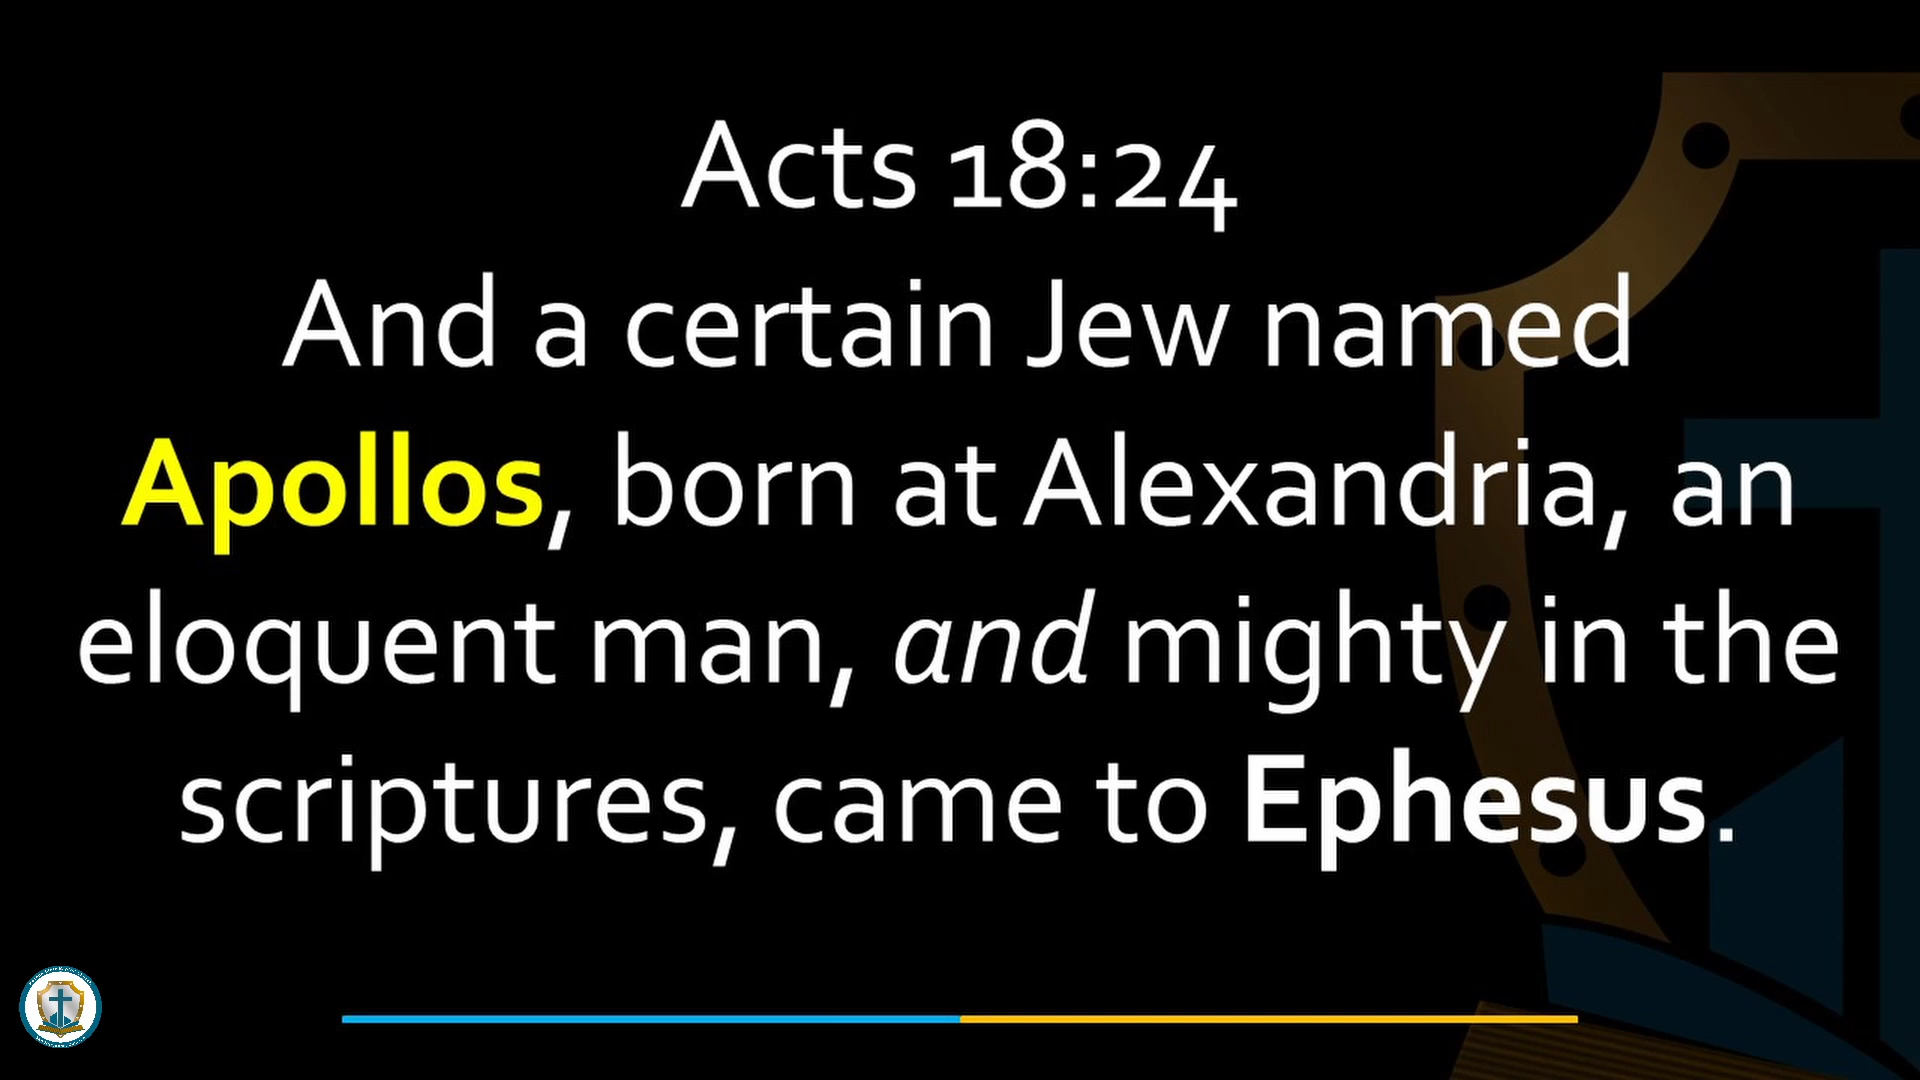 Acts 18:24
And a certain Jew named
Apollos, born at Alexandria, an
eloquent man, and mighty in the
scriptures, came to Ephesus.